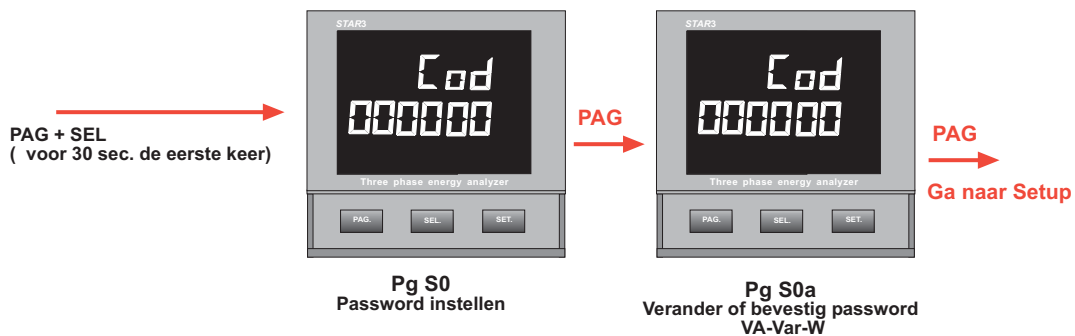 PAG + SEL
( voor 30 sec. de eerste keer)
STAR3
Cod
000000
Three phase energy analyzer
PAG. SEL. SET.
Pg S0
Password instellen
PAG
STAR3
Cod
000000
Three phase energy analyzer
PAG. SEL. SET.
Pg S0a
Verander of bevestig password
VA-Var-W
PAG
Ga naar Setup